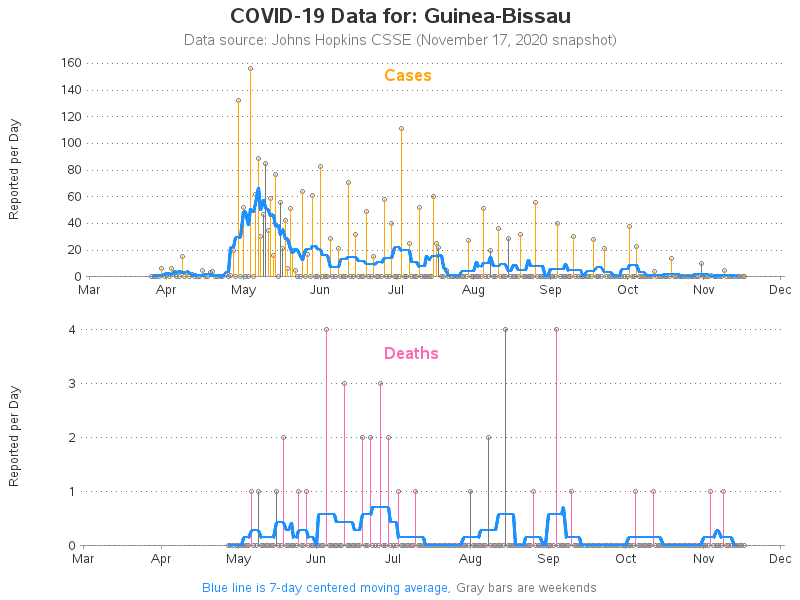 COVID-19 Data for: Guinea-Bissau
Data source: Johns Hopkins CSSE (November 17, 2020 snapshot)
Cases
Reported per Day
160
140
120
100
80
60
40
20
0
Mar Apr May Jun Jul Aug Sep Oct Nov Dec
Deaths
Reported per Day
4
3
2
1
0
Mar Apr May Jun Jul Aug Sep Oct Nov Dec
Blue line is 7-day centered moving average, Gray bars are weekends